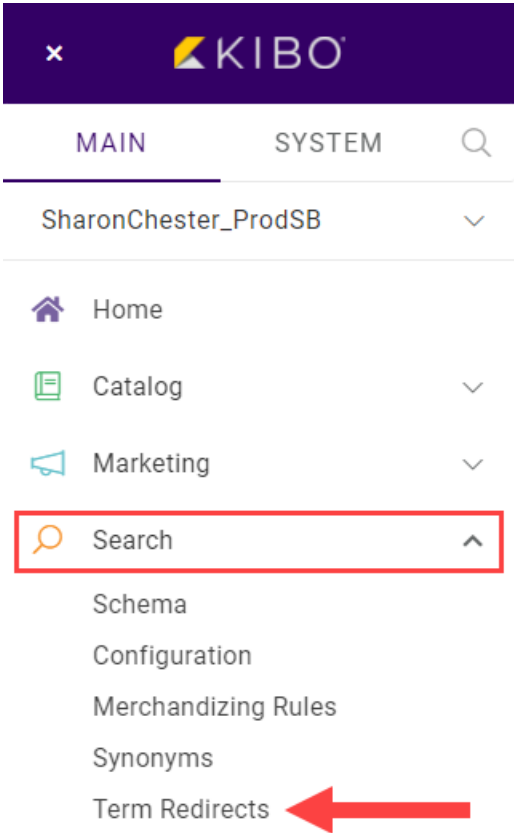 KIBO
MAIN SYSTEM
SharonChester_ProdSB
Home
Catalog
Marketing
Search
Schema
Configuration
Merchandizing Rules
Synonyms
Term Redirects